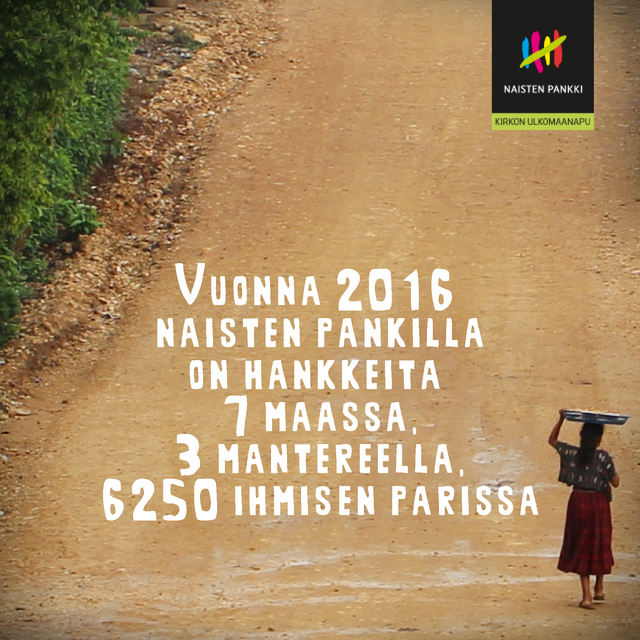 NAISTEN PANKKI
KIRKON ULKOMAANAPU
VUONNA 2016
NAISTEN PANKILLA
ON HANKKEITA
7 MAASSA,
3 MANTEREELLA,
6250 IHMISEN PARISSA